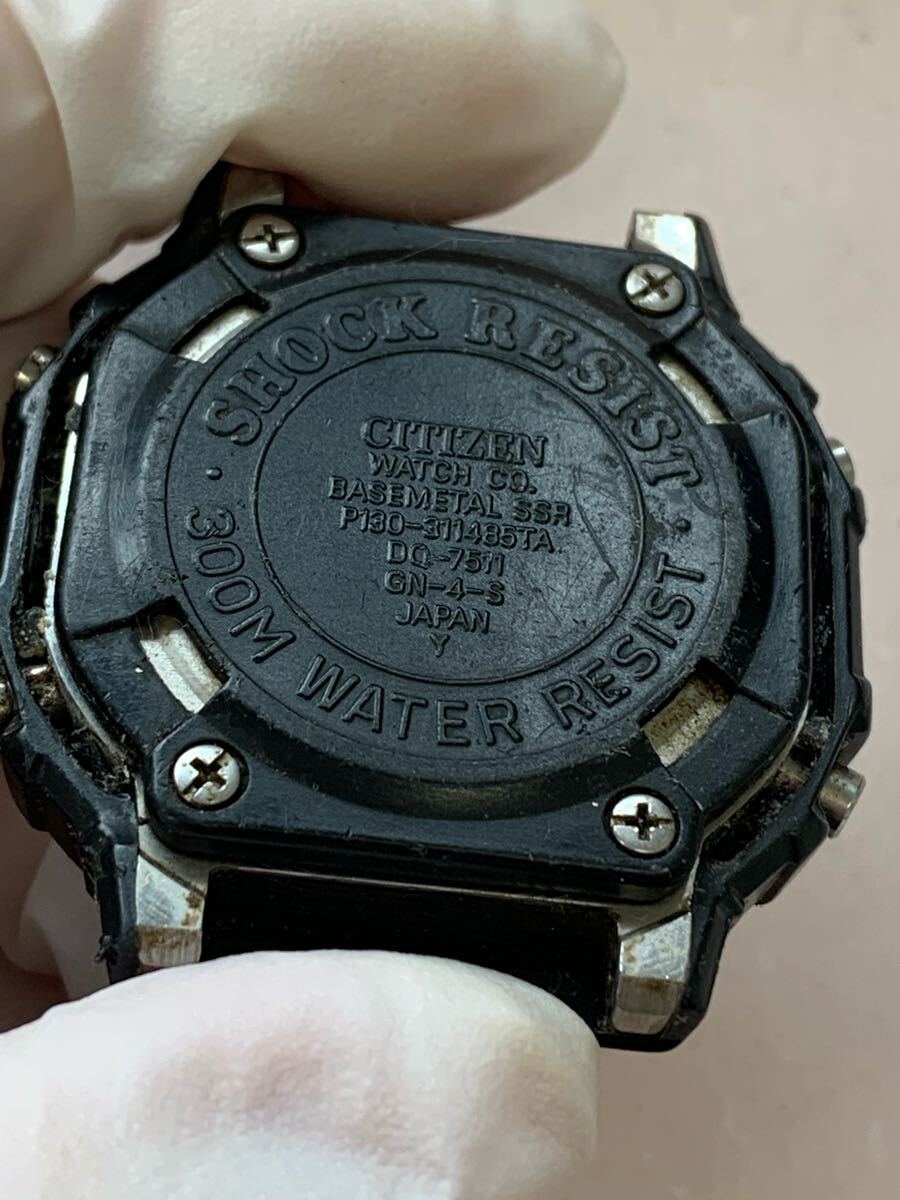 · SHOCK RESIST ·
CITIZEN
WATCH CO.
BASEMETAL SSR
P130-311485TA
DQ-7511
GN-4-S
JAPAN
Y
300M WATER RESIST